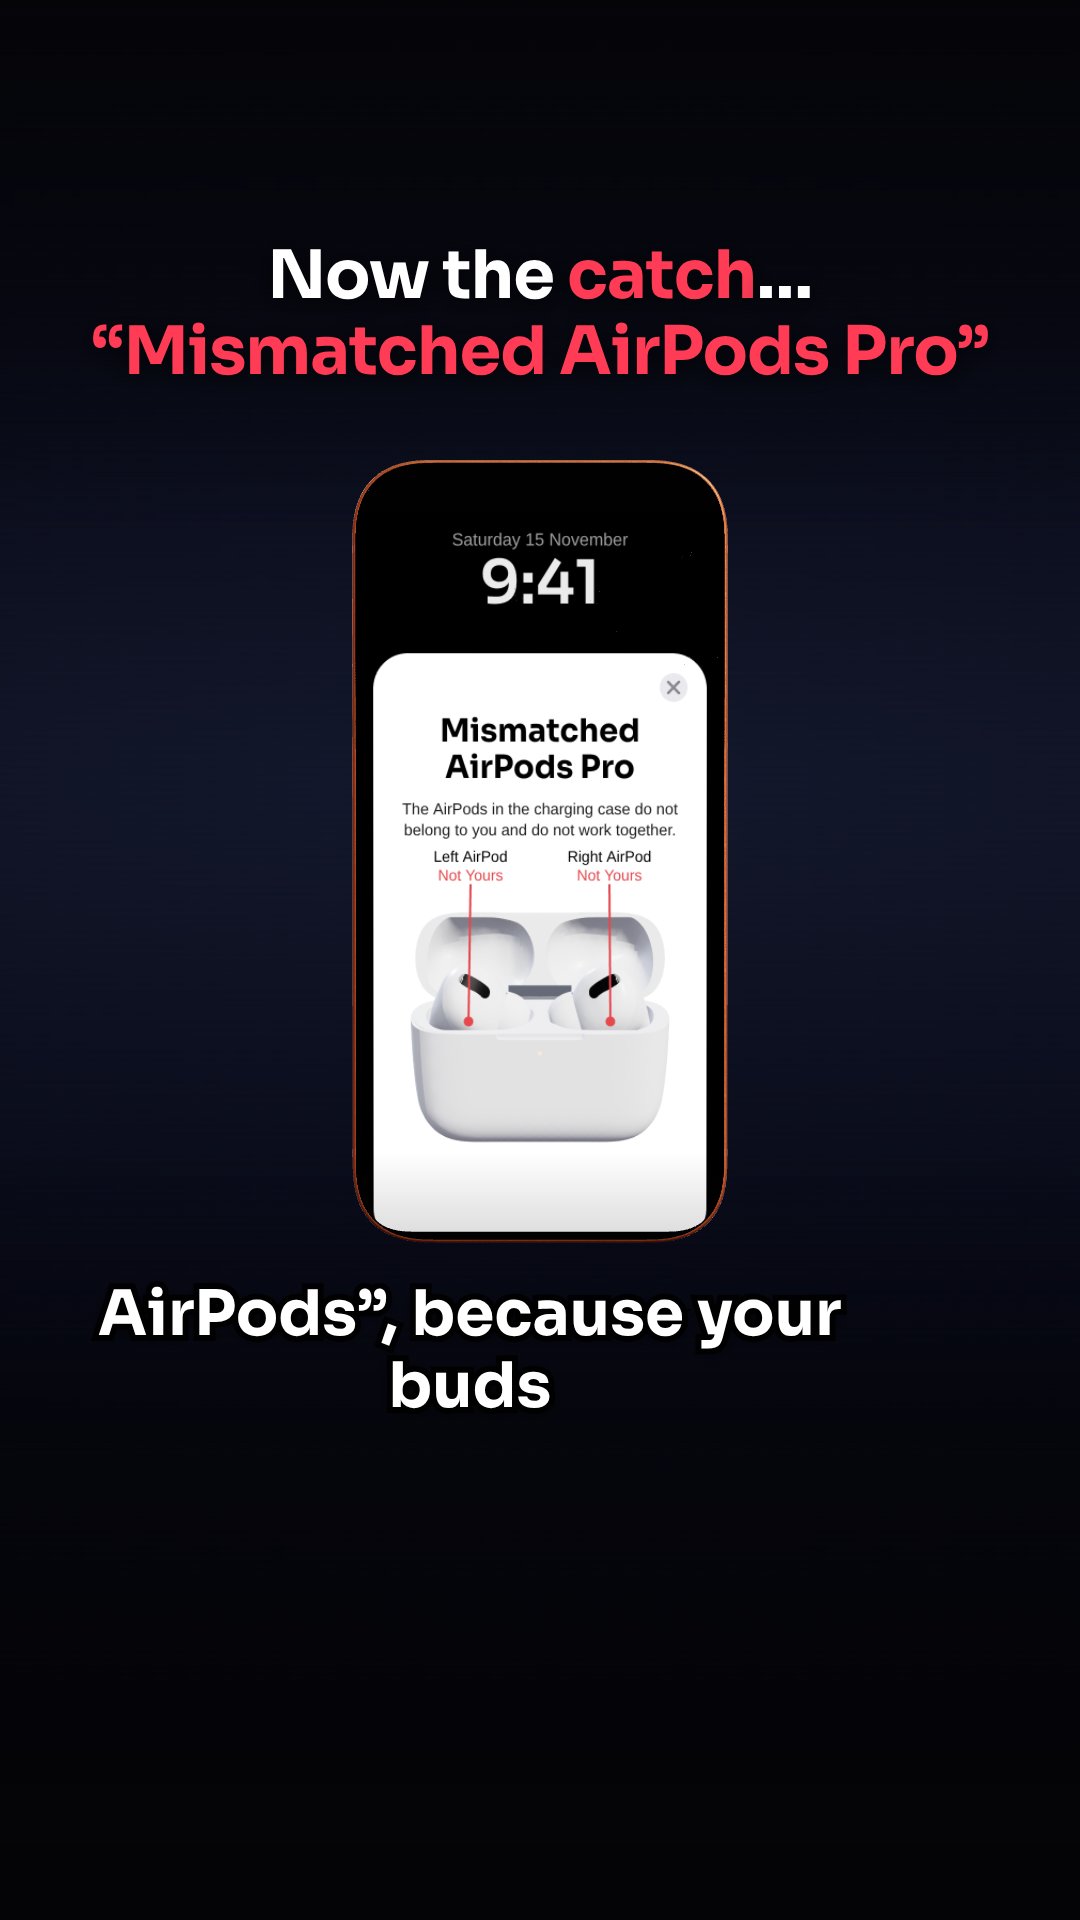 Now the catch...
“Mismatched AirPods Pro”
Saturday 15 November
9:41
Mismatched
AirPods Pro
The AirPods in the charging case do not
belong to you and do not work together.
Left AirPod Right AirPod
Not Yours Not Yours
AirPods”, because your
buds